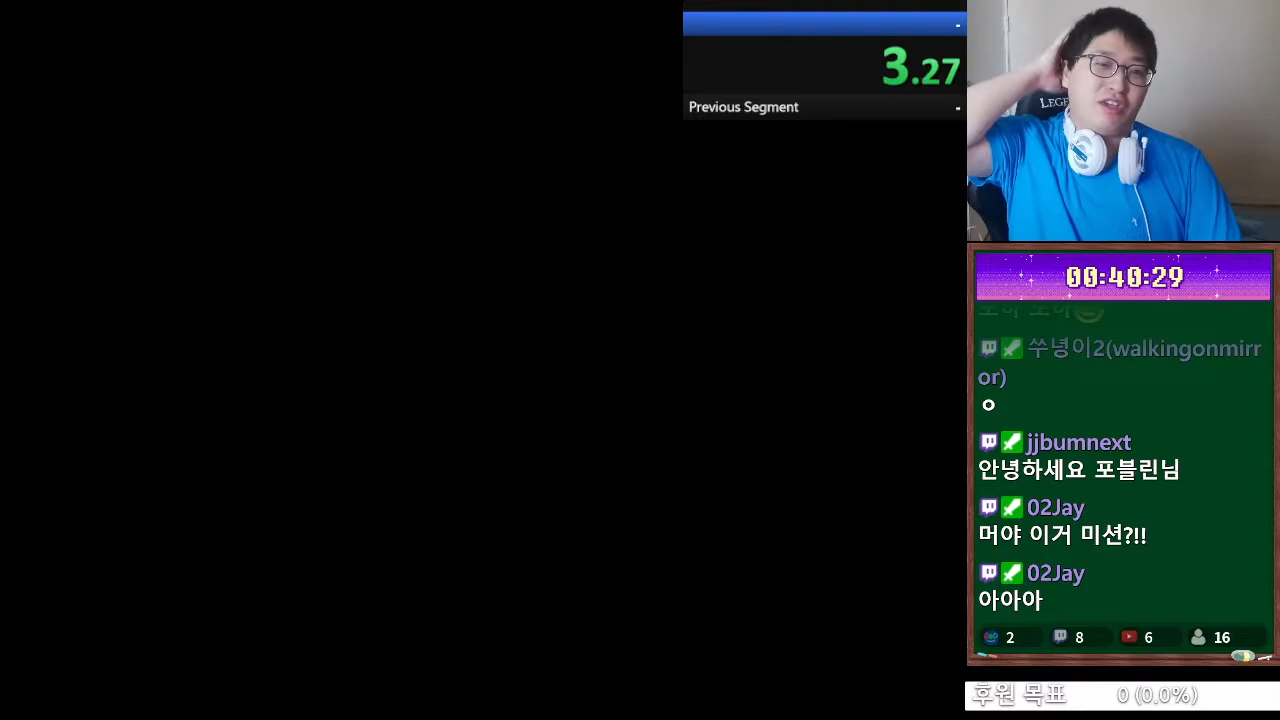 -
3.27
Previous Segment -
LEGE
00:40:29
쑤녕이2(walkingonmirr
or)
ㅇ
jjbumnext
안녕하세요 포블린님
02Jay
머야 이거 미션?!!
02Jay
아아아
2 8 6 16
후원 목표 0 (0.0%)